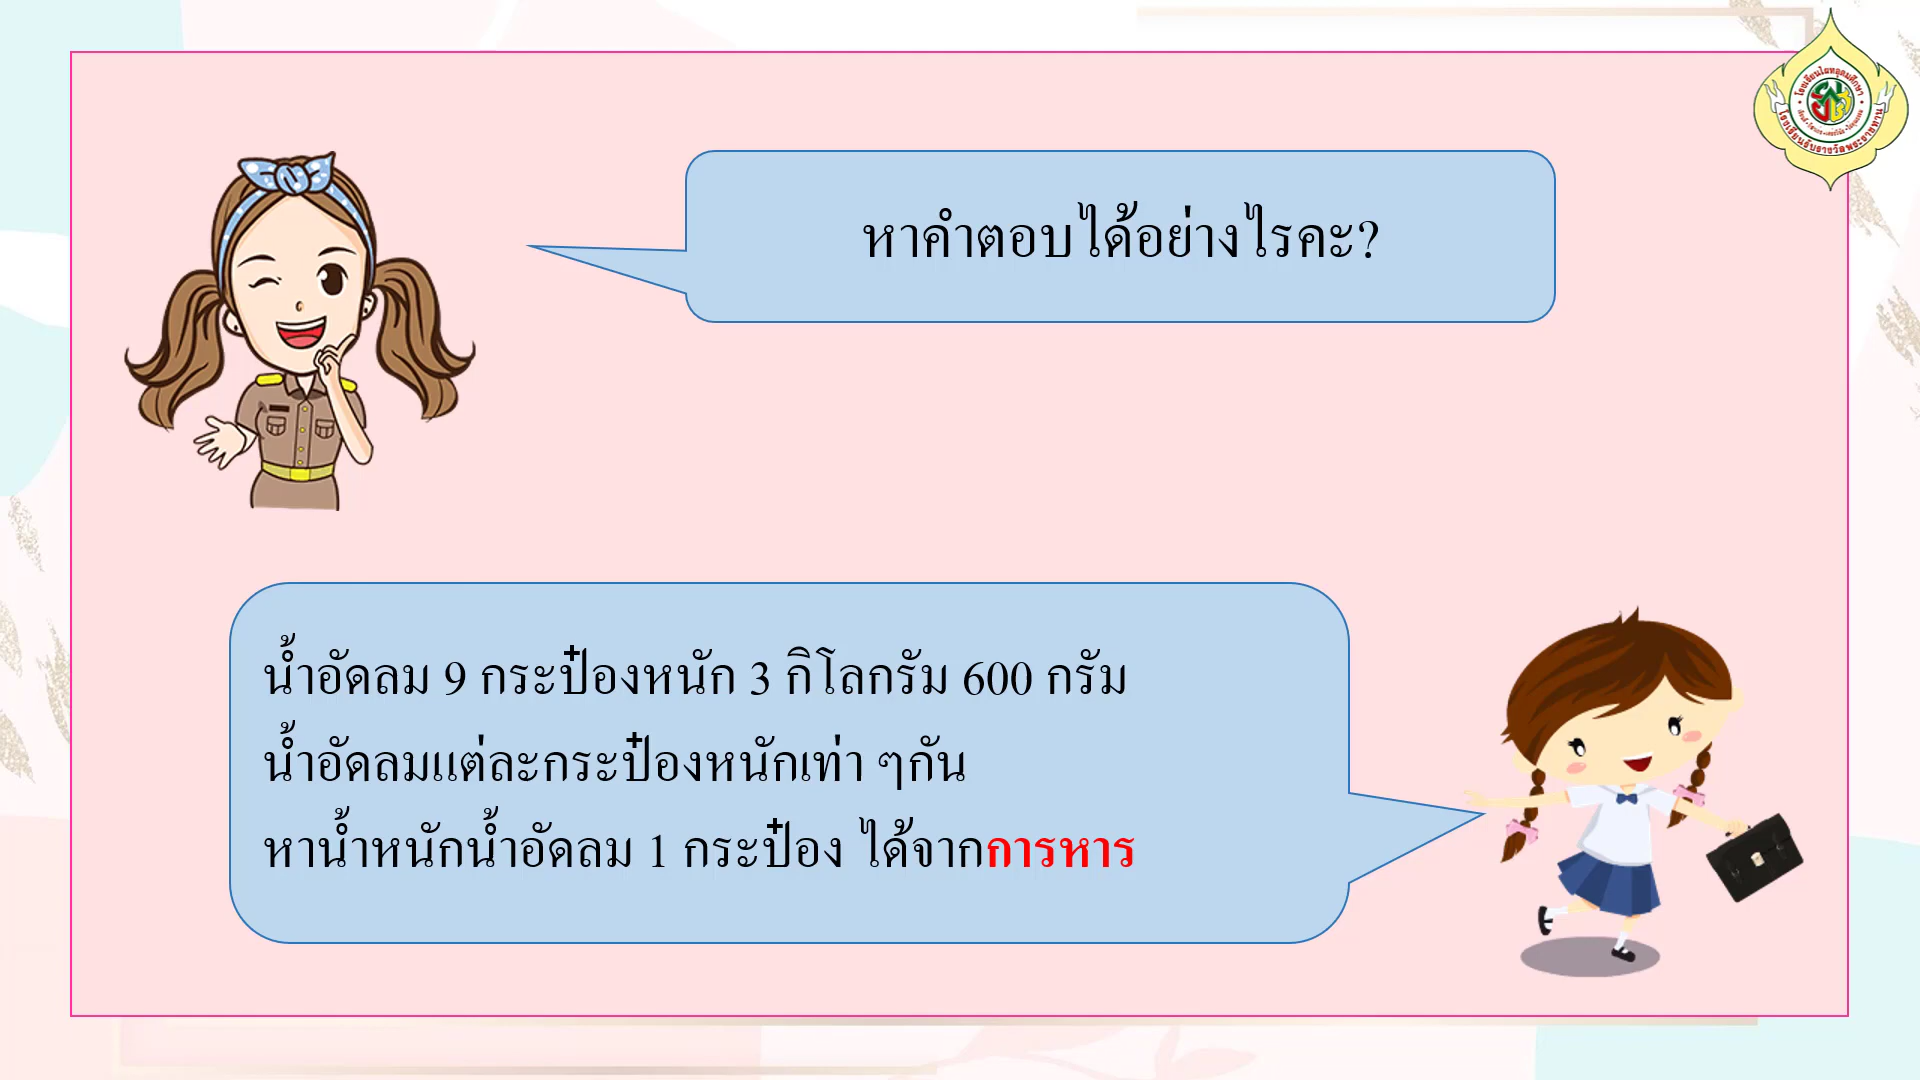 หาคำตอบได้อย่างไรคะ?
น้ำอัดลม 9 กระป๋องหนัก 3 กิโลกรัม 600 กรัม
น้ำอัดลมแต่ละกระป๋องหนักเท่า ๆกัน
หาน้ำหนักน้ำอัดลม 1 กระป๋อง ได้จากการหาร